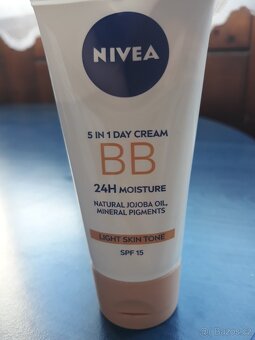 NIVEA
5 IN 1 DAY CREAM
BB
24H MOISTURE
NATURAL JOJOBA OIL,
MINERAL PIGMENTS
LIGHT SKIN TONE
SPF 15